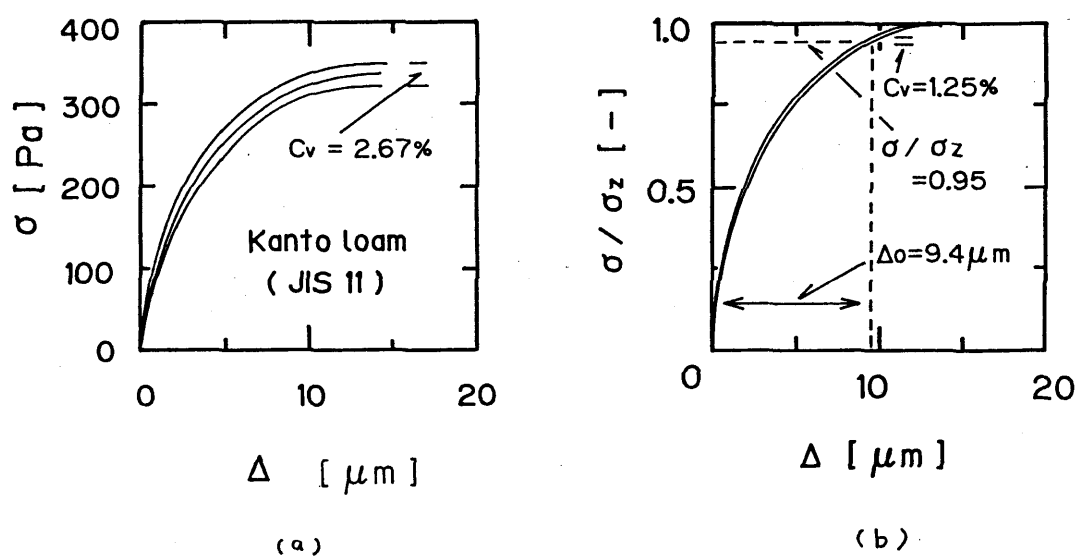 400
300
200
100
0
σ [Pa]
Cv = 2.67%
Kanto loam
(JIS 11)
0 10 20
Δ [μm]
(a)
1.0
0.5
0
σ/σz [-]
Cv=1.25%
σ/σz
=0.95
Δo=9.4μm
10 20
Δ [μm]
(b)